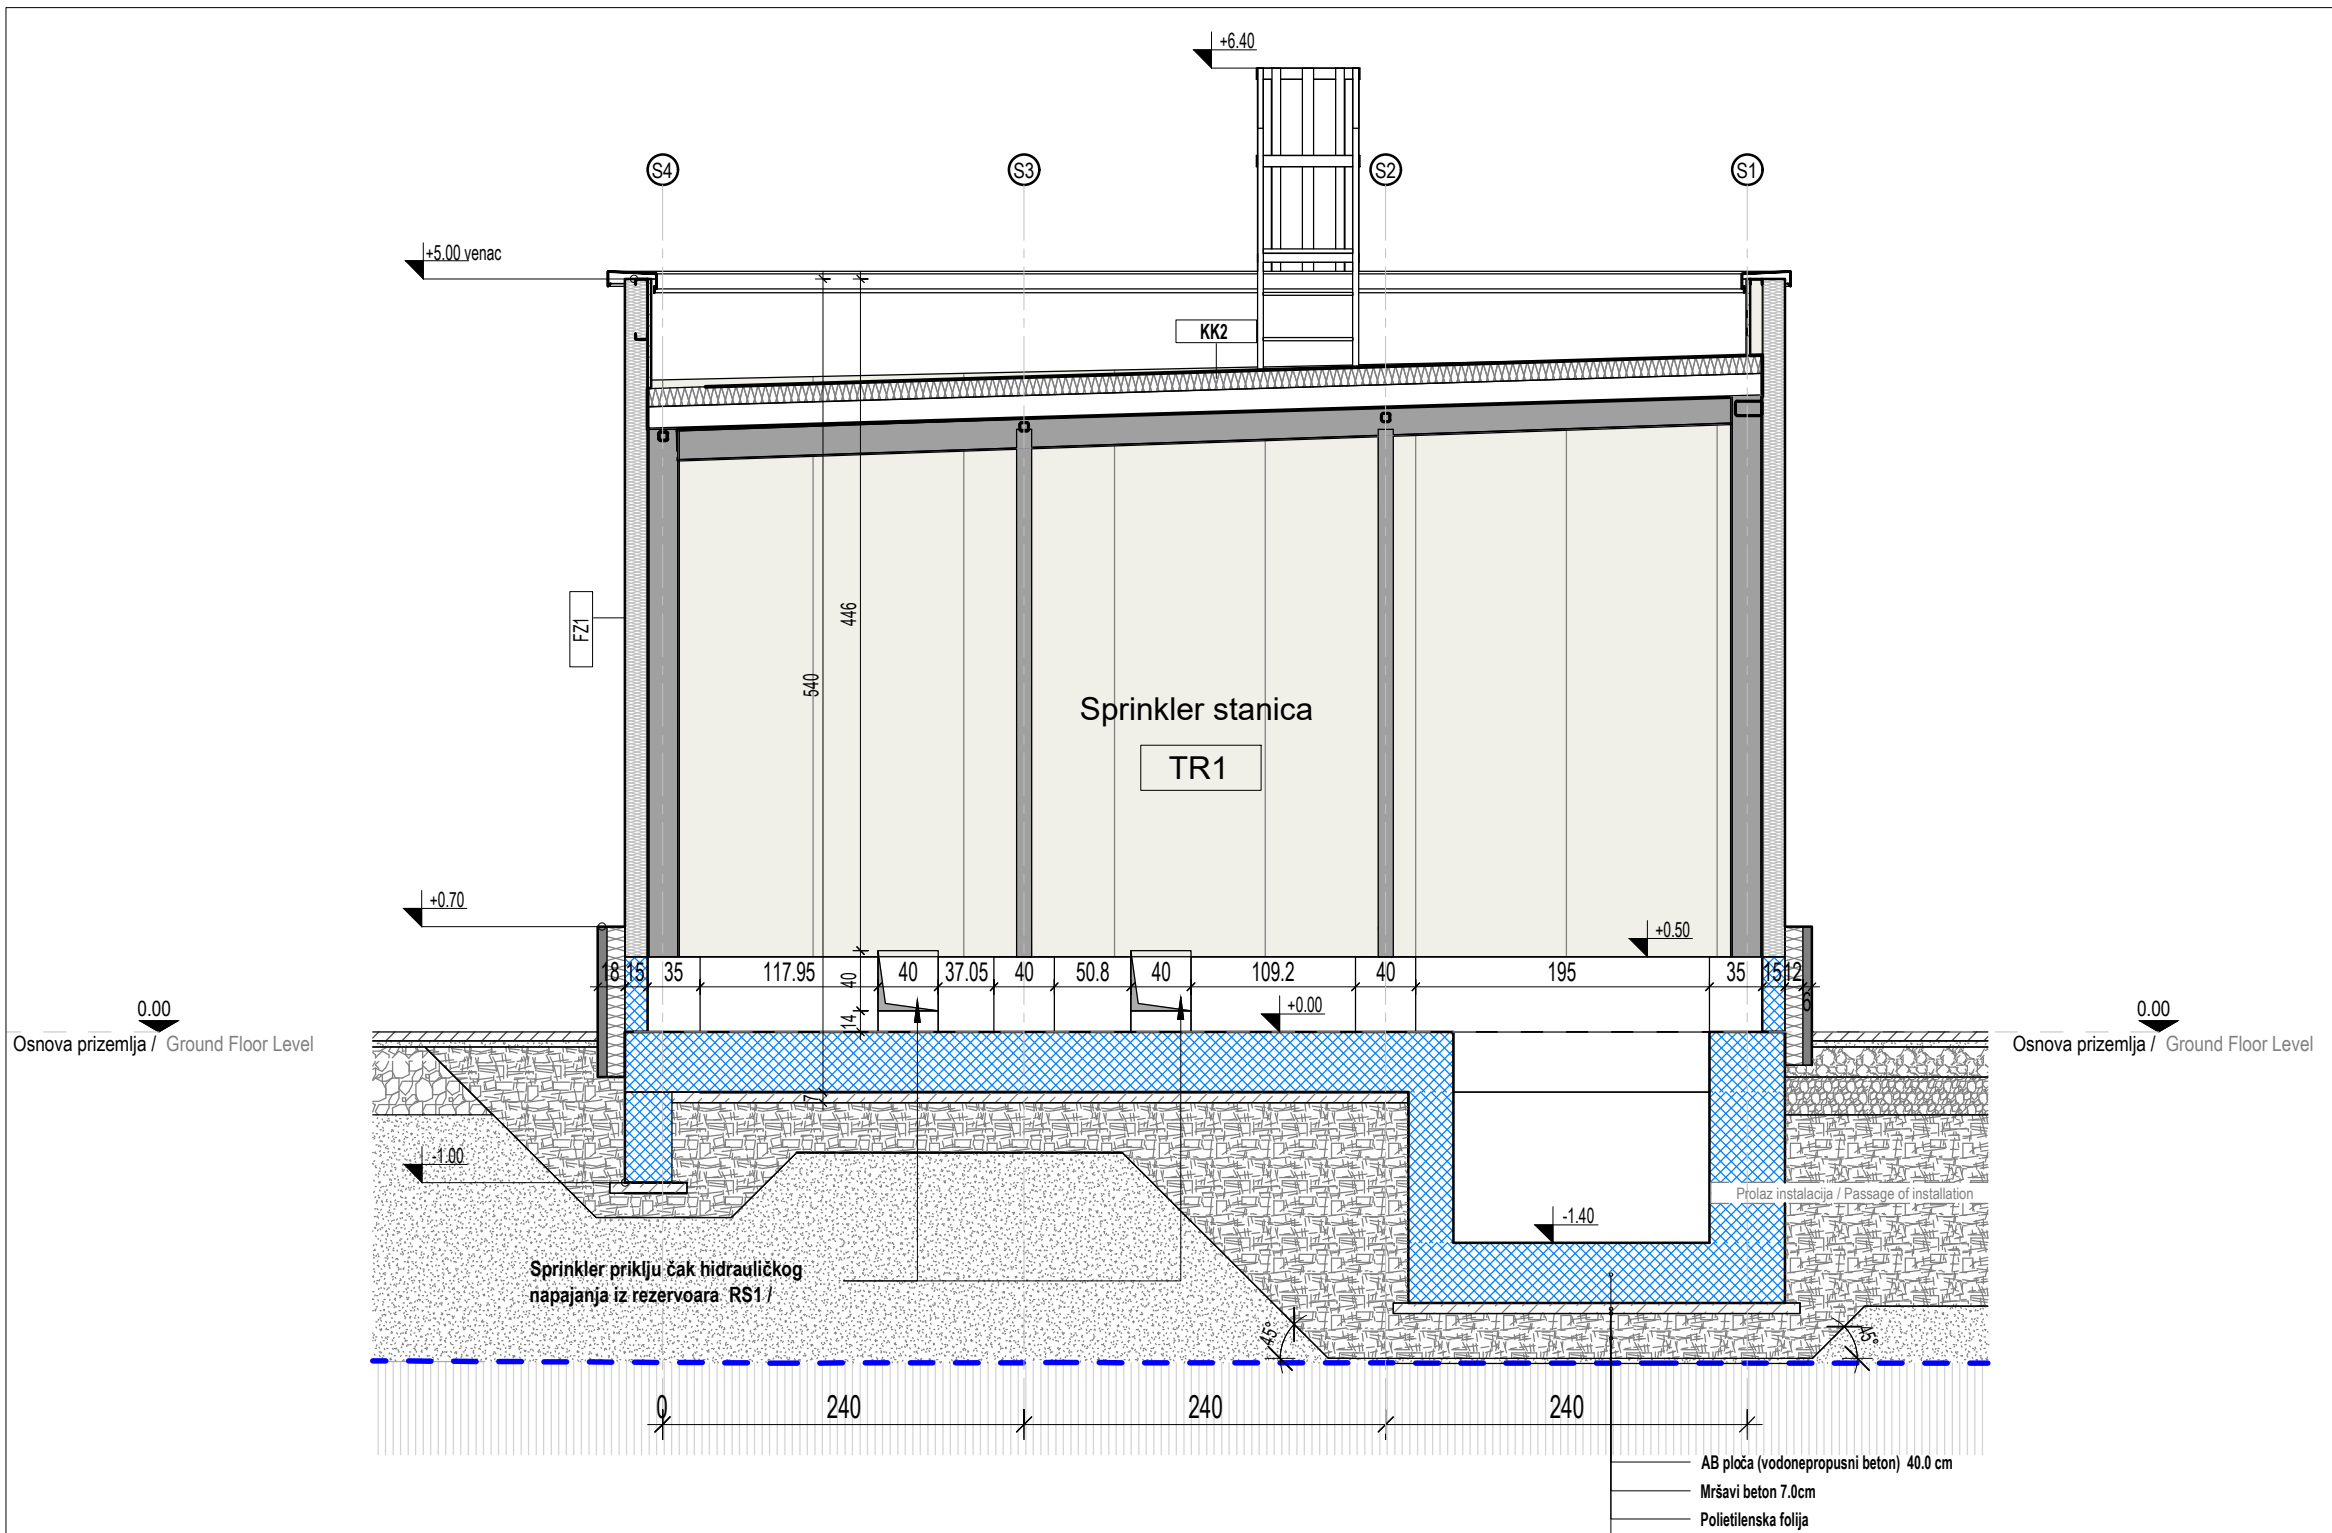 +6.40
S4
S3
S2
S1
+5.00 venac
KK2
446
FZ1
540
Sprinkler stanica
TR1
+0.70
+0.50
18 15 35 117.95 40 37.05 40 50.8 40 109.2 40 195 35 15 12 6
40
14
+0.00
0.00
Osnova prizemlja / Ground Floor Level
0.00
Osnova prizemlja / Ground Floor Level
7
-1.00
Prolaz instalacija / Passage of installation
-1.40
Sprinkler priklju čak hidrauličkog
napajanja iz rezervoara RS1 /
45°
45°
0 240 240 240
AB ploča (vodonepropusni beton) 40.0 cm
Mršavi beton 7.0cm
Polietilenska folija